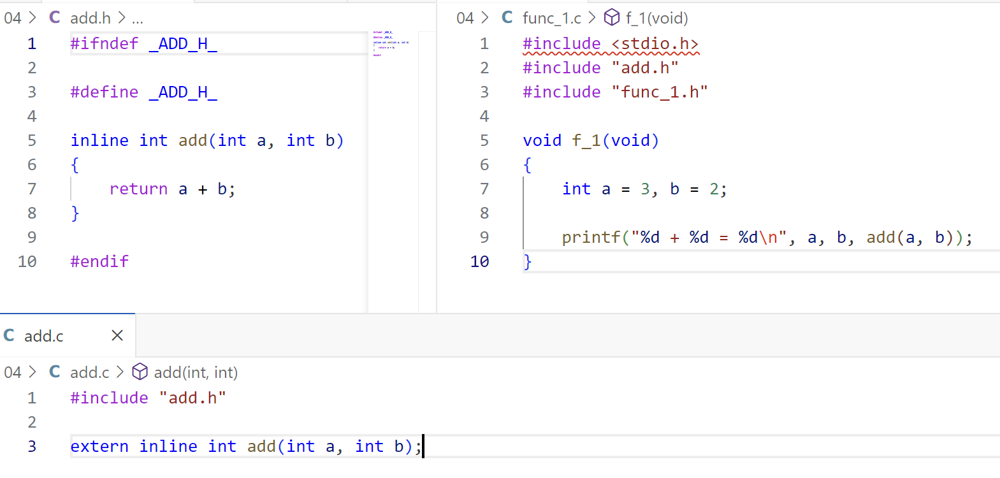 04 > C add.h > ...
1 #ifndef _ADD_H_
2
3 #define _ADD_H_
4
5 inline int add(int a, int b)
6 {
7     return a + b;
8 }
9
10 #endif
04 > C func_1.c > f_1(void)
1 #include <stdio.h>
2 #include "add.h"
3 #include "func_1.h"
4
5 void f_1(void)
6 {
7     int a = 3, b = 2;
8
9     printf("%d + %d = %d\n", a, b, add(a, b));
10 }
C add.c ×
04 > C add.c > add(int, int)
1 #include "add.h"
2
3 extern inline int add(int a, int b);